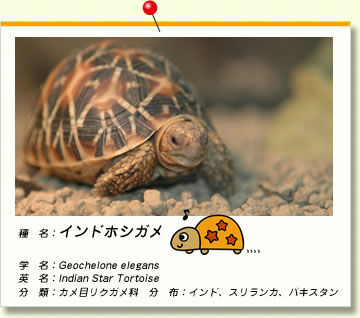 種　名：インドホシガメ
学　名：Geochelone elegans
英　名：Indian Star Tortoise
分　類：カメ目リクガメ科　分　布：インド、スリランカ、パキスタン